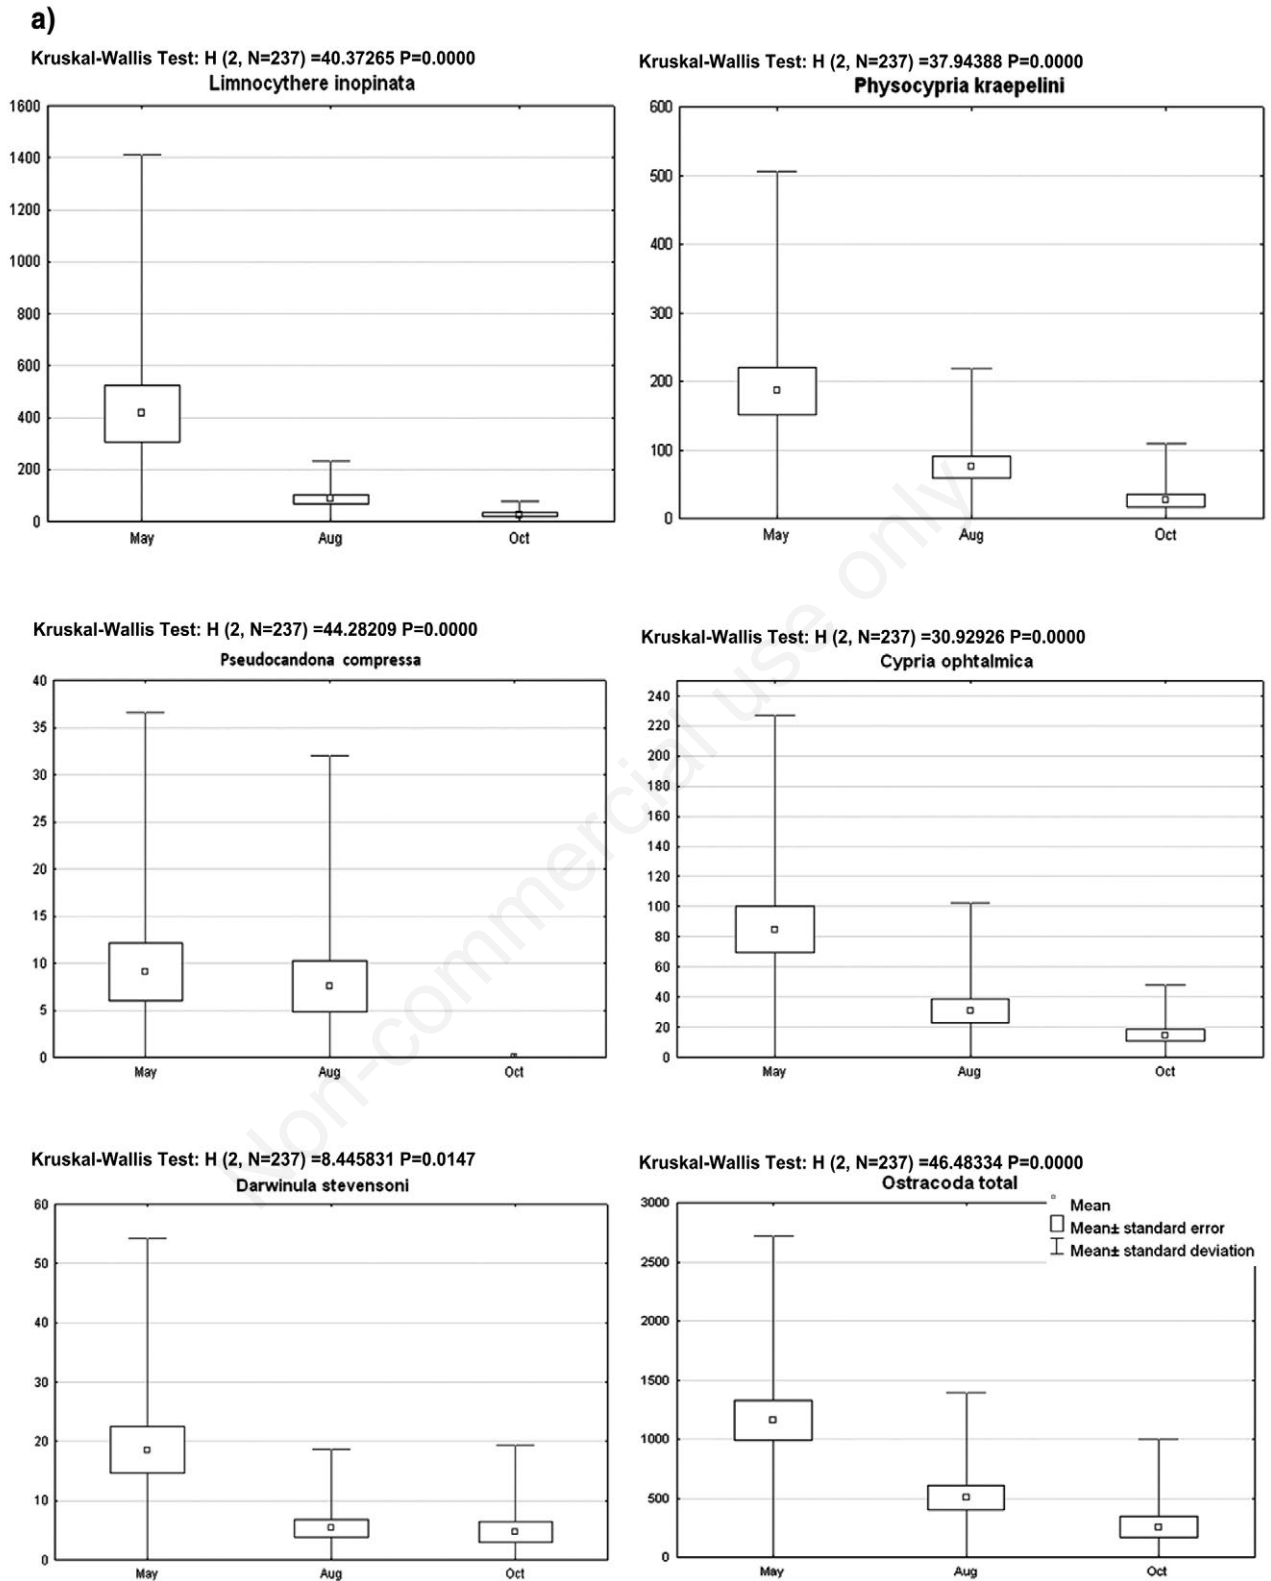 a)
Kruskal-Wallis Test: H (2, N=237) =40.37265 P=0.0000
Limnocythere inopinata
1600
1400
1200
1000
800
600
400
200
0
May Aug Oct
Kruskal-Wallis Test: H (2, N=237) =37.94388 P=0.0000
Physocypria kraepelini
600
500
400
300
200
100
0
May Aug Oct
Kruskal-Wallis Test: H (2, N=237) =44.28209 P=0.0000
Pseudocandona compressa
40
35
30
25
20
15
10
5
0
May Aug Oct
Kruskal-Wallis Test: H (2, N=237) =30.92926 P=0.0000
Cypria ophtalmica
240
220
200
180
160
140
120
100
80
60
40
20
0
May Aug Oct
Kruskal-Wallis Test: H (2, N=237) =8.445831 P=0.0147
Darwinula stevensoni
60
50
40
30
20
10
0
May Aug Oct
Kruskal-Wallis Test: H (2, N=237) =46.48334 P=0.0000
Ostracoda total
Mean
Mean± standard error
Mean± standard deviation
3000
2500
2000
1500
1000
500
0
May Aug Oct
Non-commercial use only